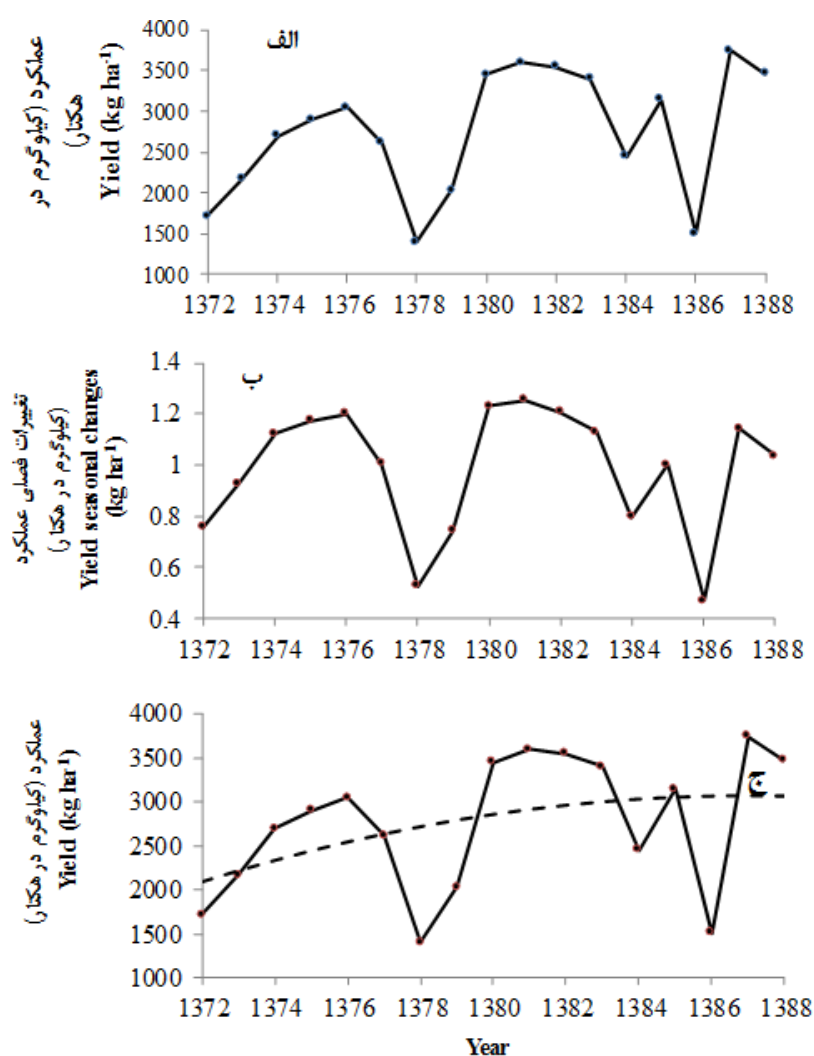 عملکرد (کیلوگرم در
هکتار)
Yield (kg ha-1)
الف
4000
3500
3000
2500
2000
1500
1000
1372 1374 1376 1378 1380 1382 1384 1386 1388
تغییرات فصلی عملکرد
(کیلوگرم در هکتار)
Yield seasonal changes
(kg ha-1)
ب
1.4
1.2
1
0.8
0.6
0.4
1372 1374 1376 1378 1380 1382 1384 1386 1388
عملکرد (کیلوگرم در هکتار)
Yield (kg ha-1)
ج
4000
3500
3000
2500
2000
1500
1000
1372 1374 1376 1378 1380 1382 1384 1386 1388
Year